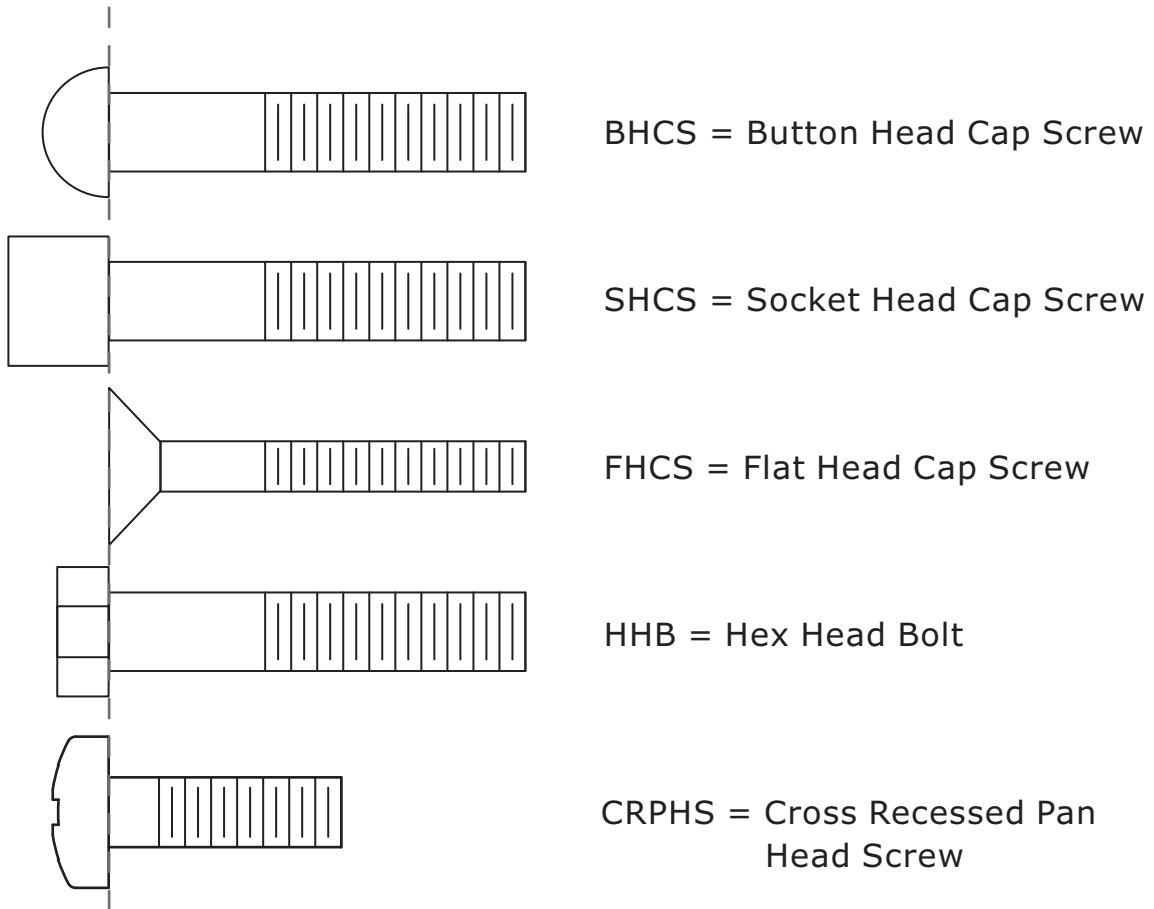 BHCS = Button Head Cap Screw
SHCS = Socket Head Cap Screw
FHCS = Flat Head Cap Screw
HHB = Hex Head Bolt
CRPHS = Cross Recessed Pan
Head Screw